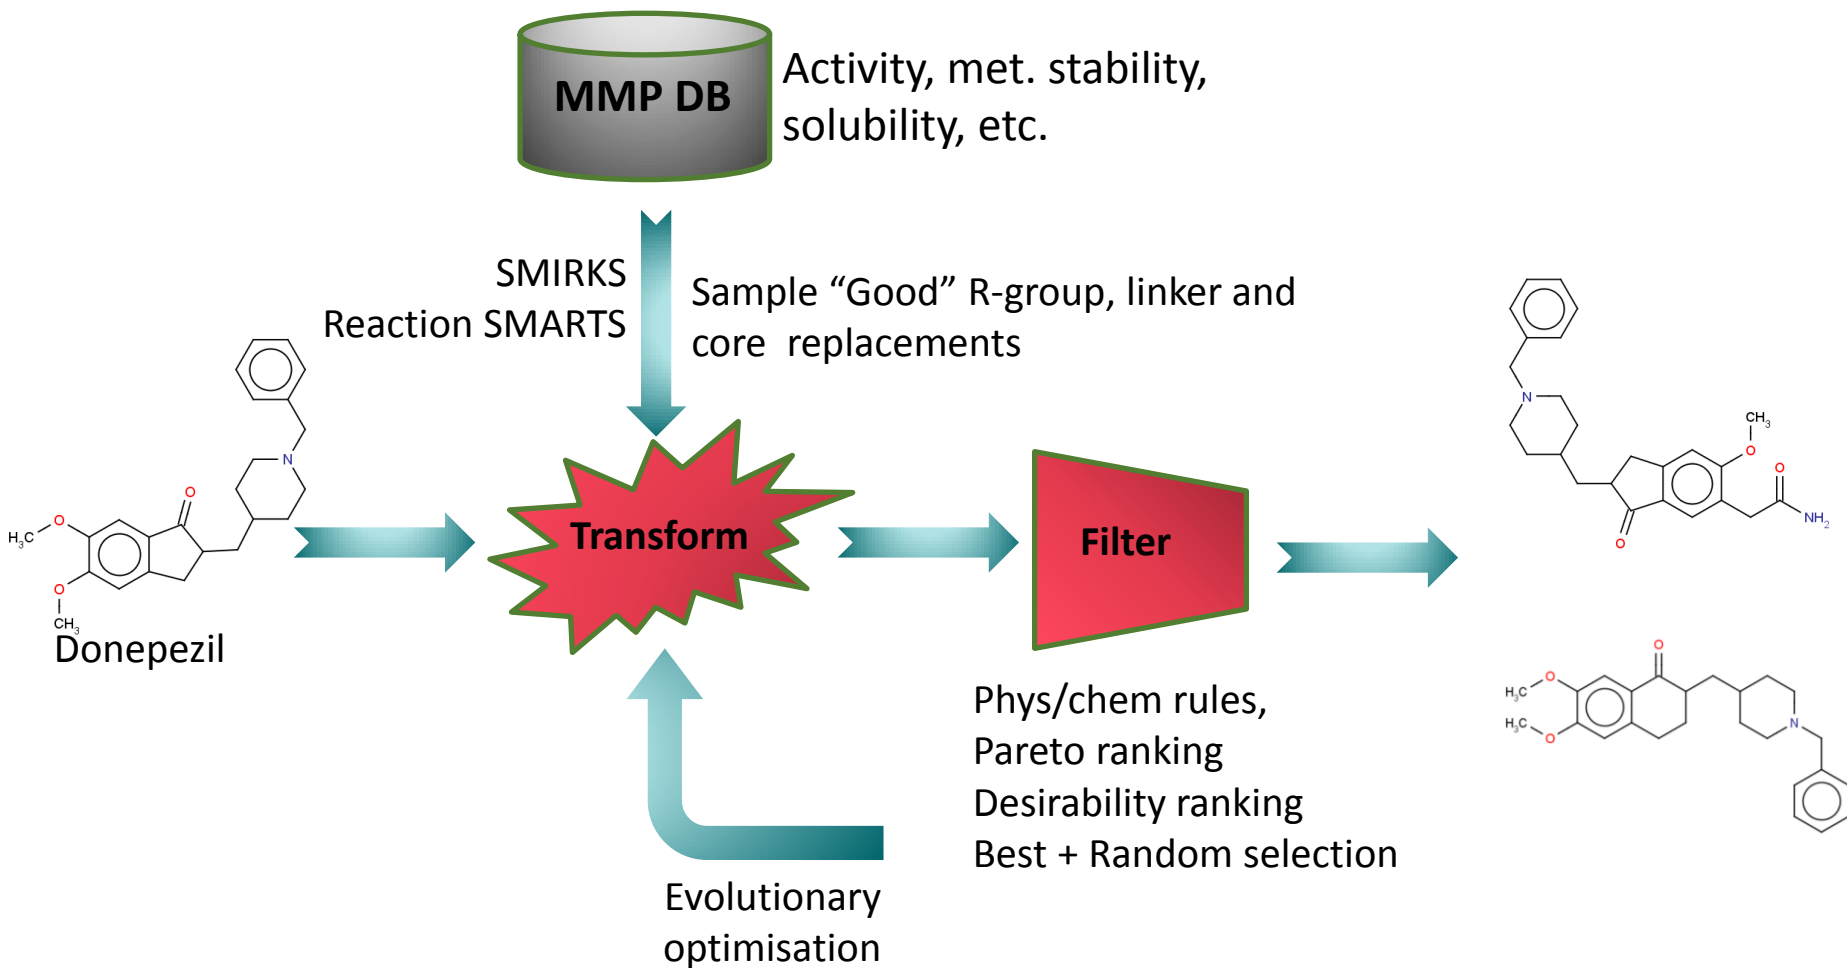 MMP DB
Activity, met. stability,
solubility, etc.
SMIRKS
Reaction SMARTS
Sample “Good” R-group, linker and
core  replacements
N
O
O
H3C
O
CH3
Donepezil
Transform
Filter
N
CH3
O
O
NH2
O
O
O
H3C
H3C
O
N
Phys/chem rules,
Pareto ranking
Desirability ranking
Best + Random selection
Evolutionary
optimisation